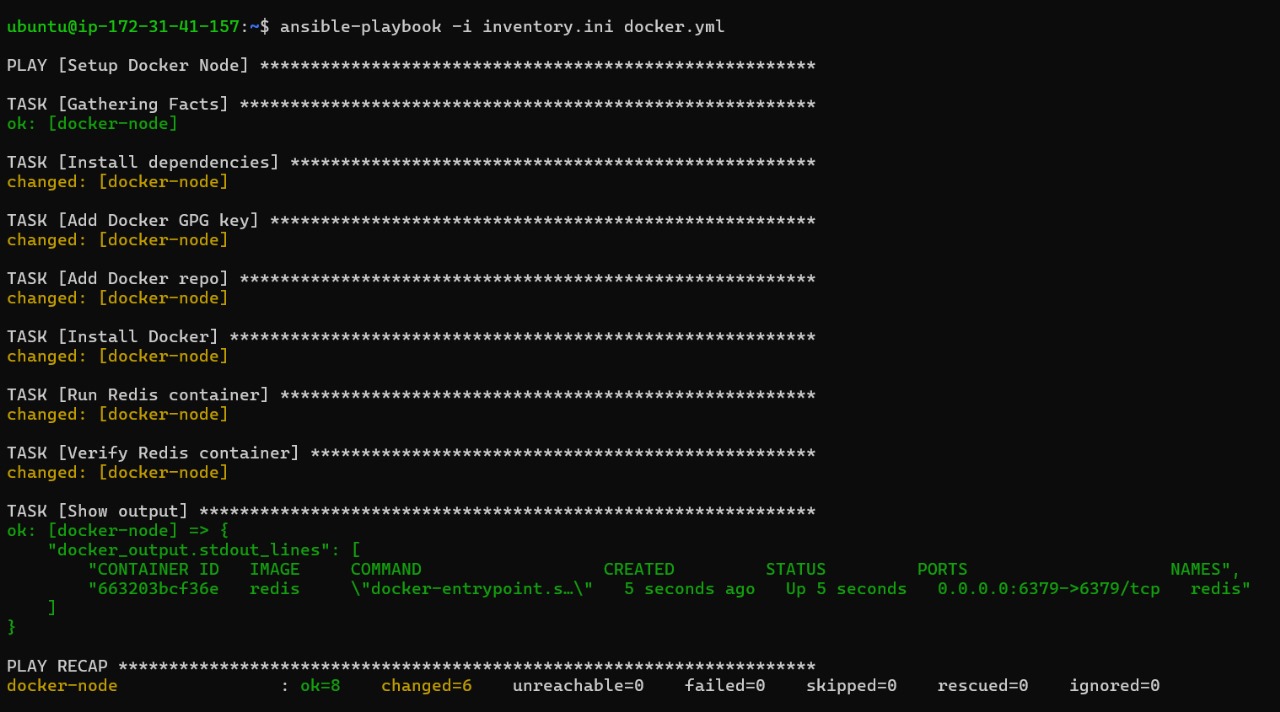 ubuntu@ip-172-31-41-157:~$ ansible-playbook -i inventory.ini docker.yml
PLAY [Setup Docker Node] *******************************************************
TASK [Gathering Facts] *********************************************************
ok: [docker-node]
TASK [Install dependencies] ****************************************************
changed: [docker-node]
TASK [Add Docker GPG key] ******************************************************
changed: [docker-node]
TASK [Add Docker repo] *********************************************************
changed: [docker-node]
TASK [Install Docker] **********************************************************
changed: [docker-node]
TASK [Run Redis container] *****************************************************
changed: [docker-node]
TASK [Verify Redis container] **************************************************
changed: [docker-node]
TASK [Show output] *************************************************************
ok: [docker-node] => {
    "docker_output.stdout_lines": [
        "CONTAINER ID   IMAGE     COMMAND                  CREATED         STATUS         PORTS                    NAMES",
        "663203bcf36e   redis     \"docker-entrypoint.s…\"   5 seconds ago   Up 5 seconds   0.0.0.0:6379->6379/tcp   redis"
    ]
}
PLAY RECAP *********************************************************************
docker-node                : ok=8    changed=6    unreachable=0    failed=0    skipped=0    rescued=0    ignored=0